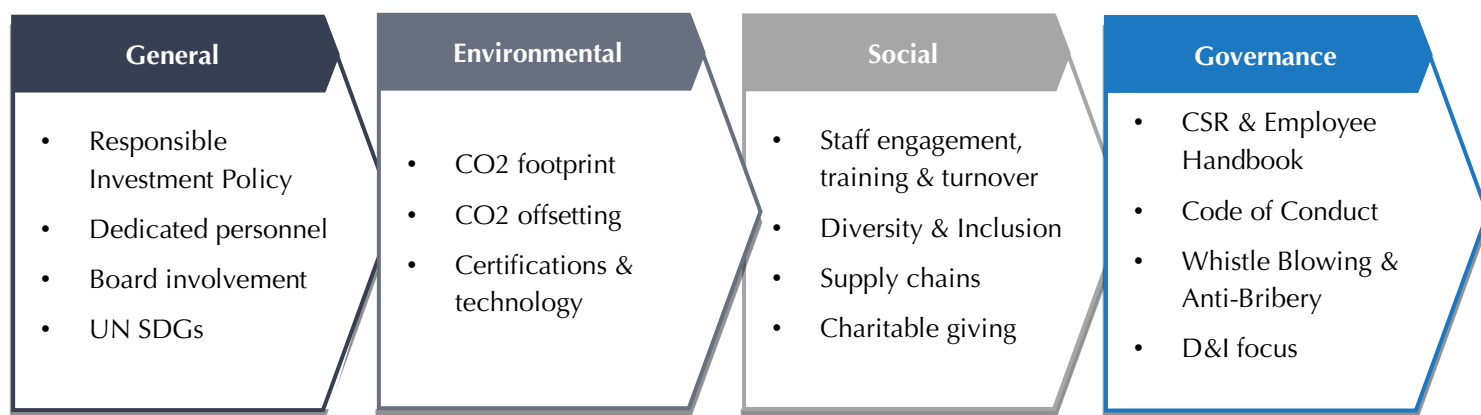 General
• Responsible
Investment Policy
• Dedicated personnel
• Board involvement
• UN SDGs
Environmental
• CO2 footprint
• CO2 offsetting
• Certifications &
technology
Social
• Staff engagement,
training & turnover
• Diversity & Inclusion
• Supply chains
• Charitable giving
Governance
• CSR & Employee
Handbook
• Code of Conduct
• Whistle Blowing &
Anti-Bribery
• D&I focus